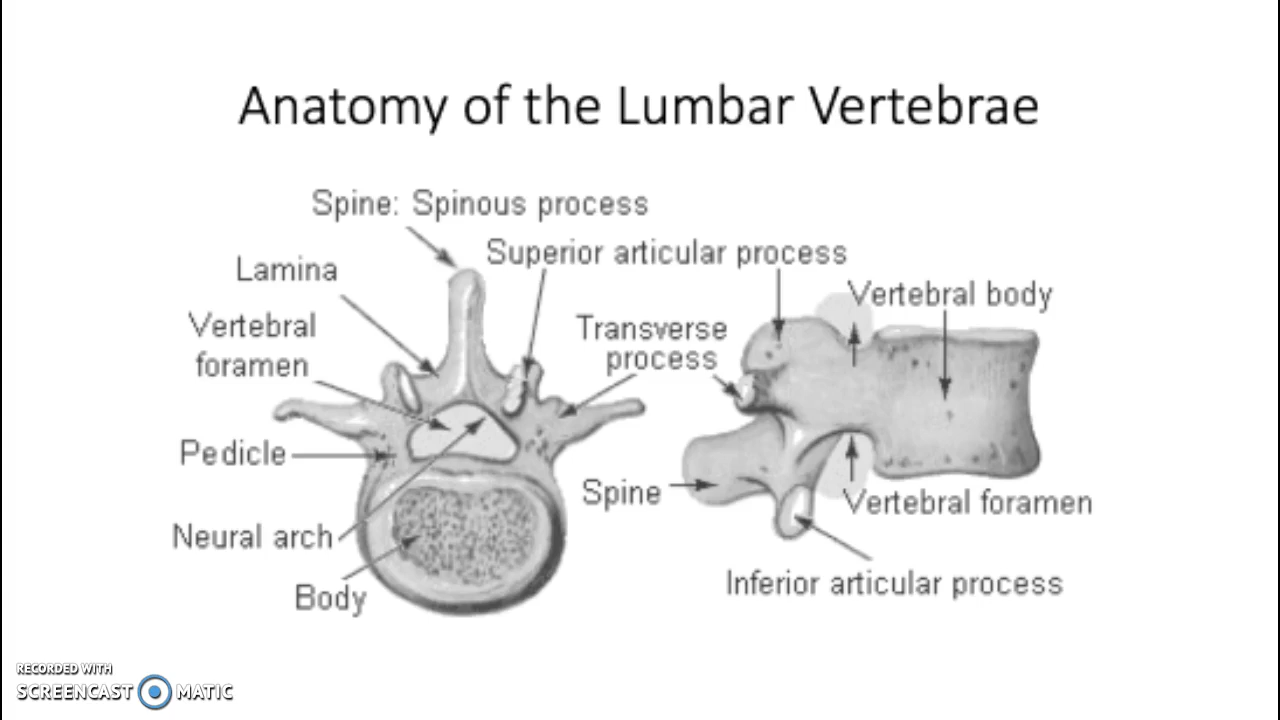 Anatomy of the Lumbar Vertebrae
Spine: Spinous process
Superior articular process
Lamina
Vertebral body
Vertebral
foramen
Transverse
process
Pedicle
Spine
Vertebral foramen
Neural arch
Inferior articular process
Body
RECORDED WITH
SCREENCAST MATIC